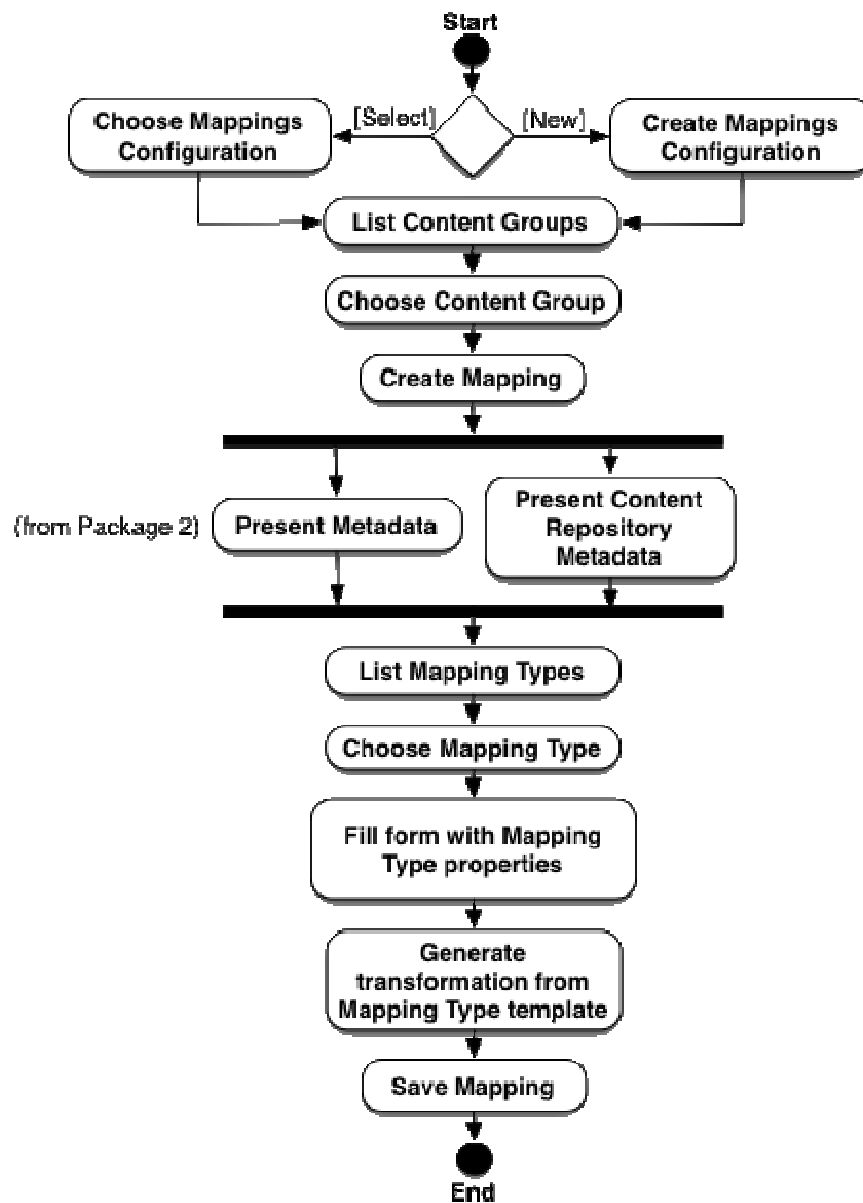 Start
[Select]
[New]
Choose Mappings
Configuration
Create Mappings
Configuration
List Content Groups
Choose Content Group
Create Mapping
(from Package 2)
Present Metadata
Present Content
Repository
Metadata
List Mapping Types
Choose Mapping Type
Fill form with Mapping
Type properties
Generate
transformation from
Mapping Type template
Save Mapping
End